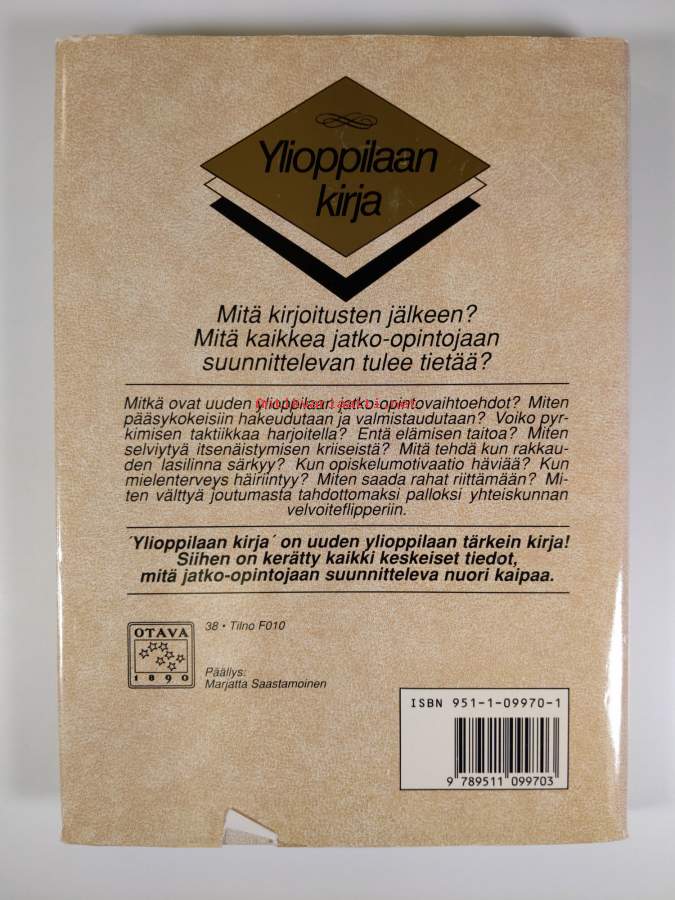 Ylioppilaan
kirja
Mitä kirjoitusten jälkeen?
Mitä kaikkea jatko-opintojaan
suunnittelevan tulee tietää?
Mitkä ovat uuden ylioppilaan jatko-opintovaihtoehdot? Miten
pääsykokeisiin hakeudutaan ja valmistaudutaan? Voiko pyr-
kimisen taktiikkaa harjoitella? Entä elämisen taitoa? Miten
selviytyä itsenäistymisen kriiseistä? Mitä tehdä kun rakkau-
den lasilinna särkyy? Kun opiskelumotivaatio häviää? Kun
mielenterveys häiriintyy? Miten saada rahat riittämään? Mi-
ten välttyä joutumasta tahdottomaksi palloksi yhteiskunnan
velvoiteflipperiin.
´Ylioppilaan kirja´ on uuden ylioppilaan tärkein kirja!
Siihen on kerätty kaikki keskeiset tiedot,
mitä jatko-opintojaan suunnitteleva nuori kaipaa.
OTAVA
1890
38 • Tilno F010
Päällys:
Marjatta Saastamoinen
ISBN 951-1-09970-1
9 789511 099703